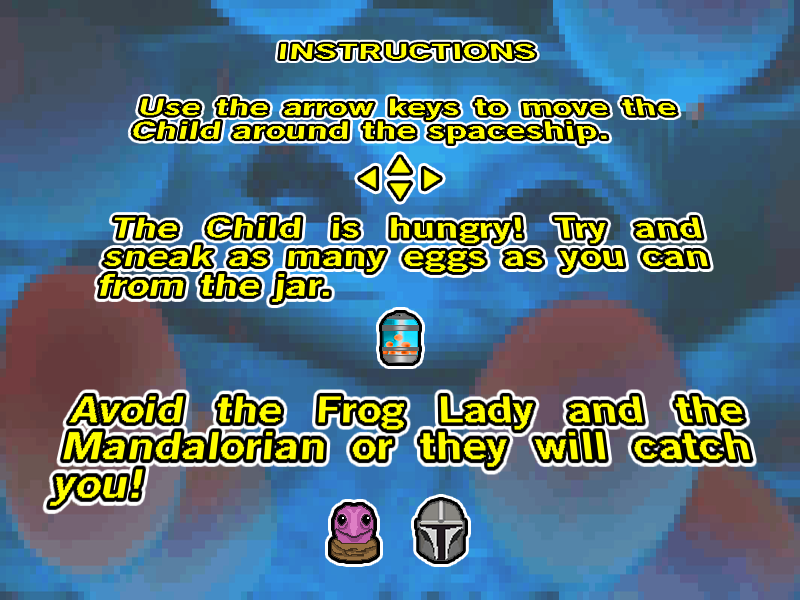 INSTRUCTIONS
Use the arrow keys to move the
Child around the spaceship.
The Child is hungry! Try and
sneak as many eggs as you can
from the jar.
Avoid the Frog Lady and the
Mandalorian or they will catch
you!